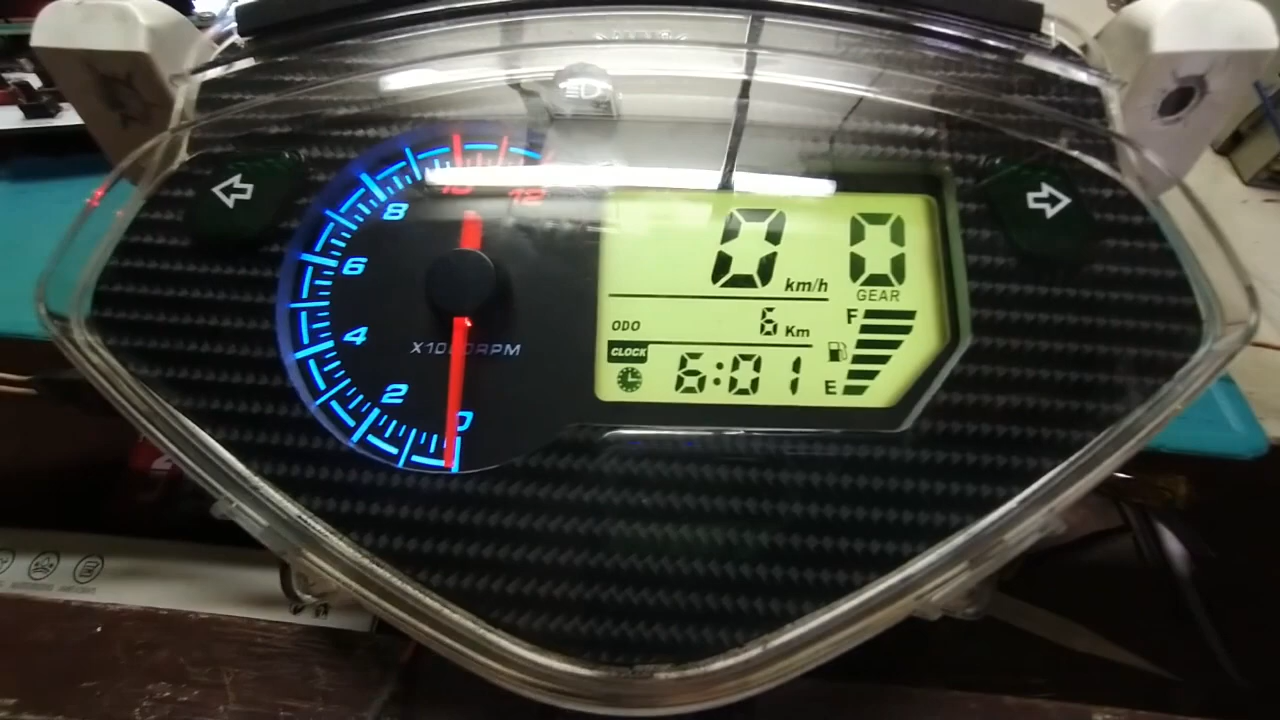 10
12
8
6
4
X1000RPM
2
0
0 km/h
0
GEAR
ODO 6 Km
F
CLOCK
6:01
E